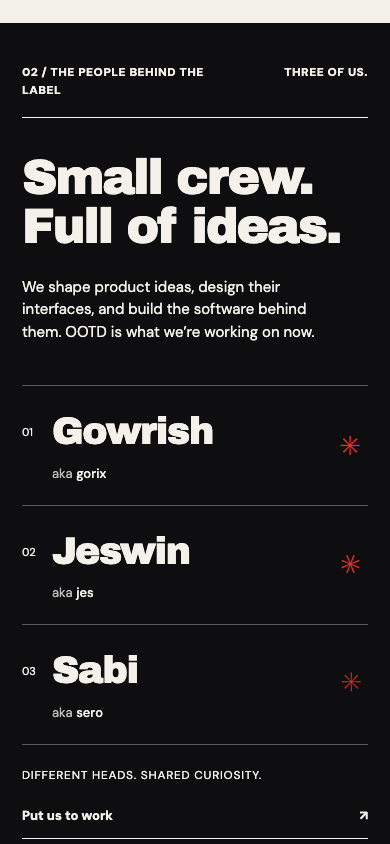 02 / THE PEOPLE BEHIND THE
LABEL
THREE OF US.
Small crew.
Full of ideas.
We shape product ideas, design their
interfaces, and build the software behind
them. OOTD is what we’re working on now.
01
Gowrish
aka gorix
02
Jeswin
aka jes
03
Sabi
aka sero
DIFFERENT HEADS. SHARED CURIOSITY.
Put us to work